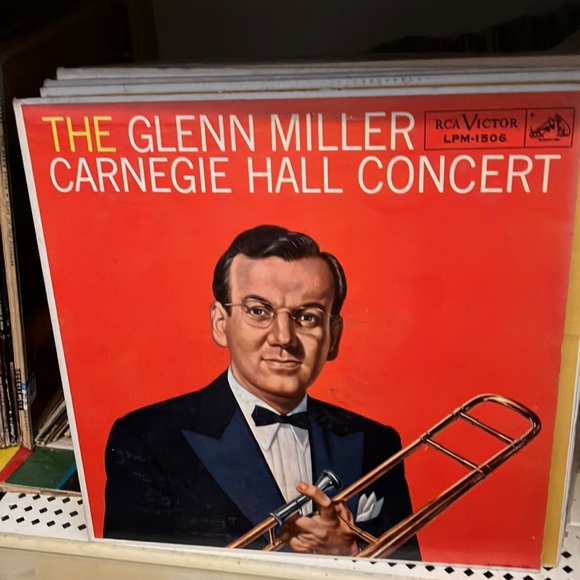 THE GLENN MILLER
CARNEGIE HALL CONCERT
RCA VICTOR
LPM-1506